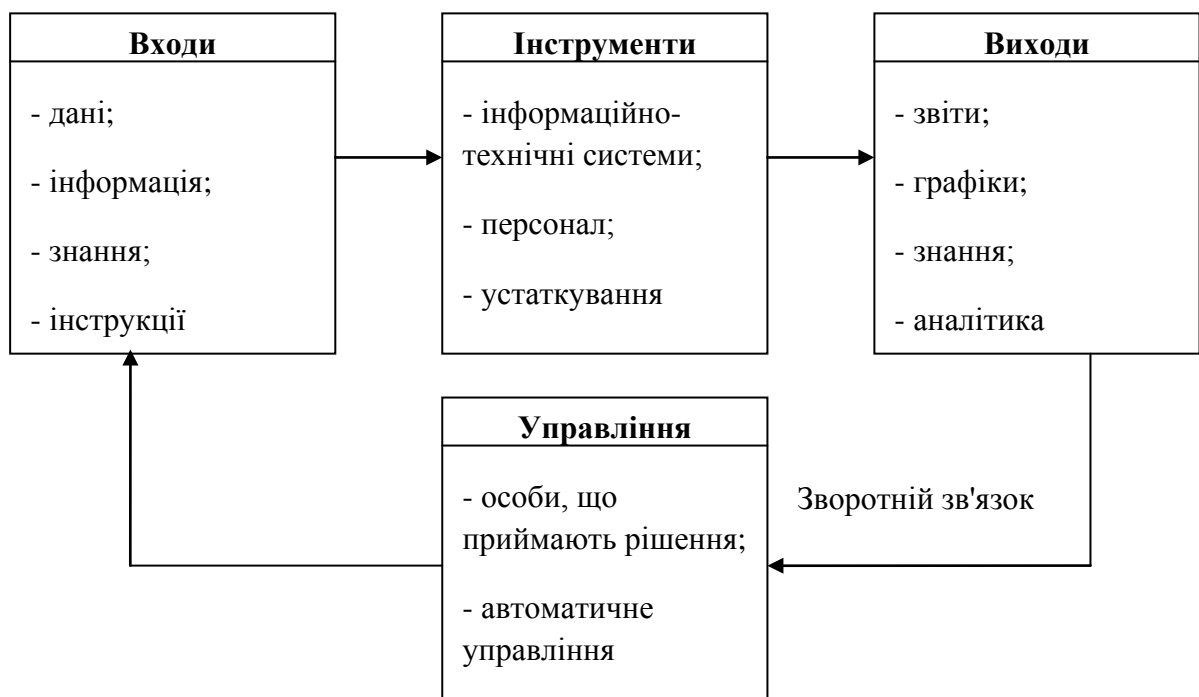 Входи
- дані;
- інформація;
- знання;
- інструкції
Інструменти
- інформаційно-
технічні системи;
- персонал;
- устаткування
Виходи
- звіти;
- графіки;
- знання;
- аналітика
Управління
- особи, що
приймають рішення;
- автоматичне
управління
Зворотній зв'язок